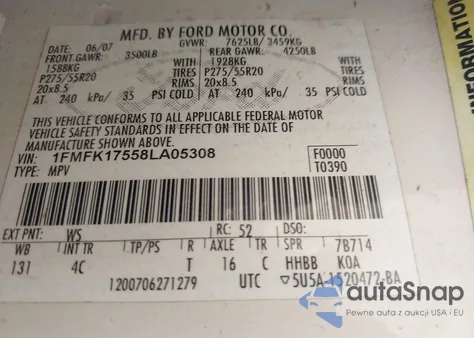 MFD. BY FORD MOTOR CO.
DATE: 06/07 GVWR: 7625LB/ 3459KG
FRONT GAWR: 3500LB REAR GAWR: 4250LB
1588KG WITH 1928KG WITH
P275/55R20 TIRES P275/55R20 TIRES
20x8.5 RIMS 20x8.5 RIMS
AT 240 kPa/ 35 PSI COLD AT 240 kPa/ 35 PSI COLD
THIS VEHICLE CONFORMS TO ALL APPLICABLE FEDERAL MOTOR
VEHICLE SAFETY STANDARDS IN EFFECT ON THE DATE OF
MANUFACTURE SHOWN ABOVE.
VIN: 1FMFK17558LA05308 F0000
TYPE: MPV T0390
EXT PNT: WS RC: 52 DSO:
WB INT TR TP/PS R AXLE TR SPR 7B714
131 4C T 16 C HHBB K0A
1200706271279 UTC ▽5U5A-1520472-BA
autoSnap
Pewne auta z aukcji USA i EU